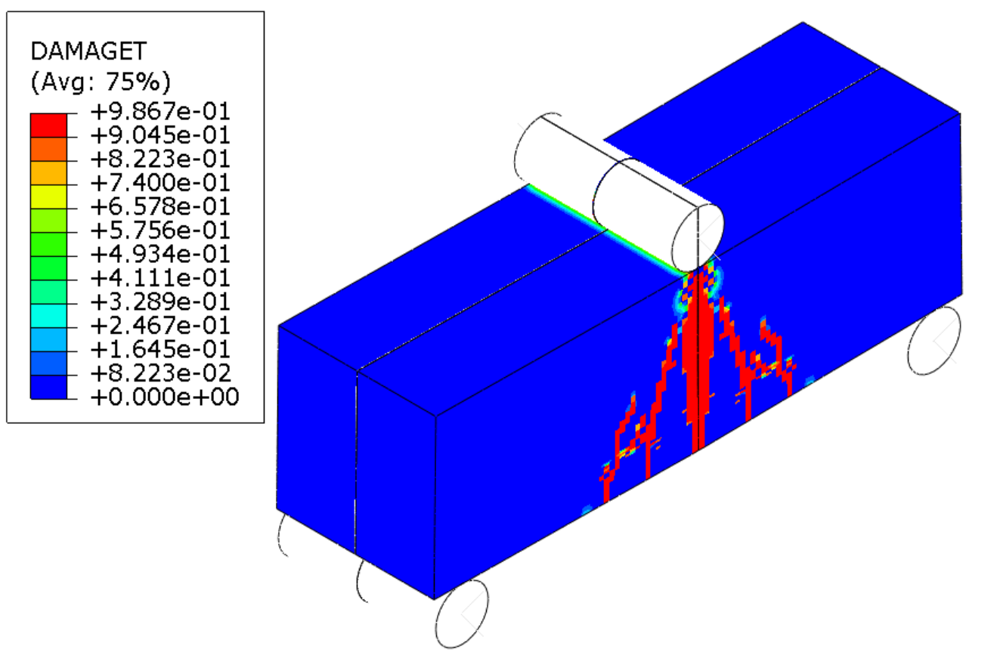 DAMAGET
(Avg: 75%)
+9.867e-01
+9.045e-01
+8.223e-01
+7.400e-01
+6.578e-01
+5.756e-01
+4.934e-01
+4.111e-01
+3.289e-01
+2.467e-01
+1.645e-01
+8.223e-02
+0.000e+00